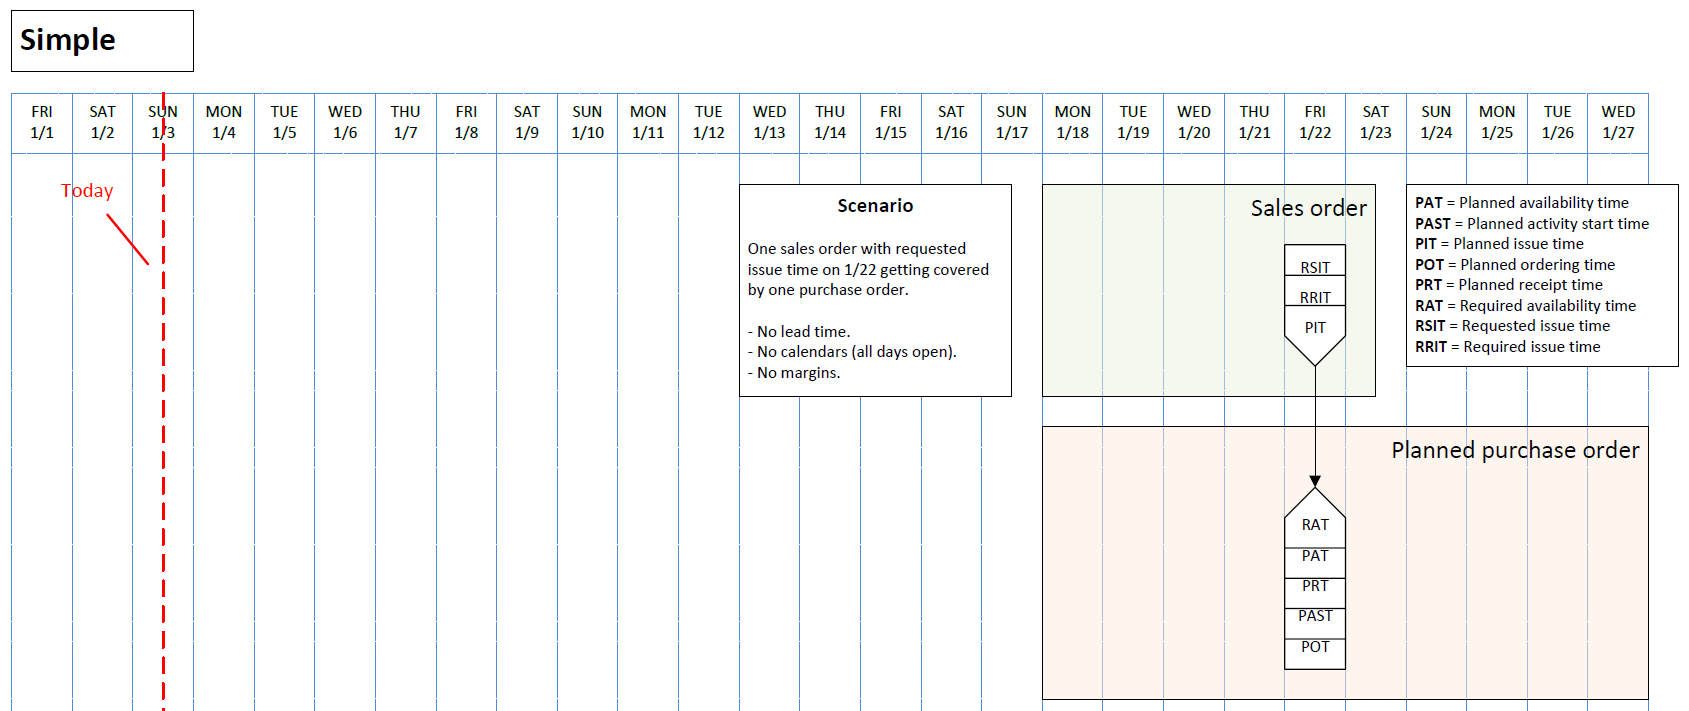 Simple
FRI SAT SUN MON TUE WED THU FRI SAT SUN MON TUE WED THU FRI SAT SUN MON TUE WED THU FRI SAT SUN MON TUE WED
1/1 1/2 1/3 1/4 1/5 1/6 1/7 1/8 1/9 1/10 1/11 1/12 1/13 1/14 1/15 1/16 1/17 1/18 1/19 1/20 1/21 1/22 1/23 1/24 1/25 1/26 1/27
Today
Scenario
One sales order with requested
issue time on 1/22 getting covered
by one purchase order.
- No lead time.
- No calendars (all days open).
- No margins.
Sales order
RSIT
RRIT
PIT
PAT = Planned availability time
PAST = Planned activity start time
PIT = Planned issue time
POT = Planned ordering time
PRT = Planned receipt time
RAT = Required availability time
RSIT = Requested issue time
RRIT = Required issue time
Planned purchase order
RAT
PAT
PRT
PAST
POT